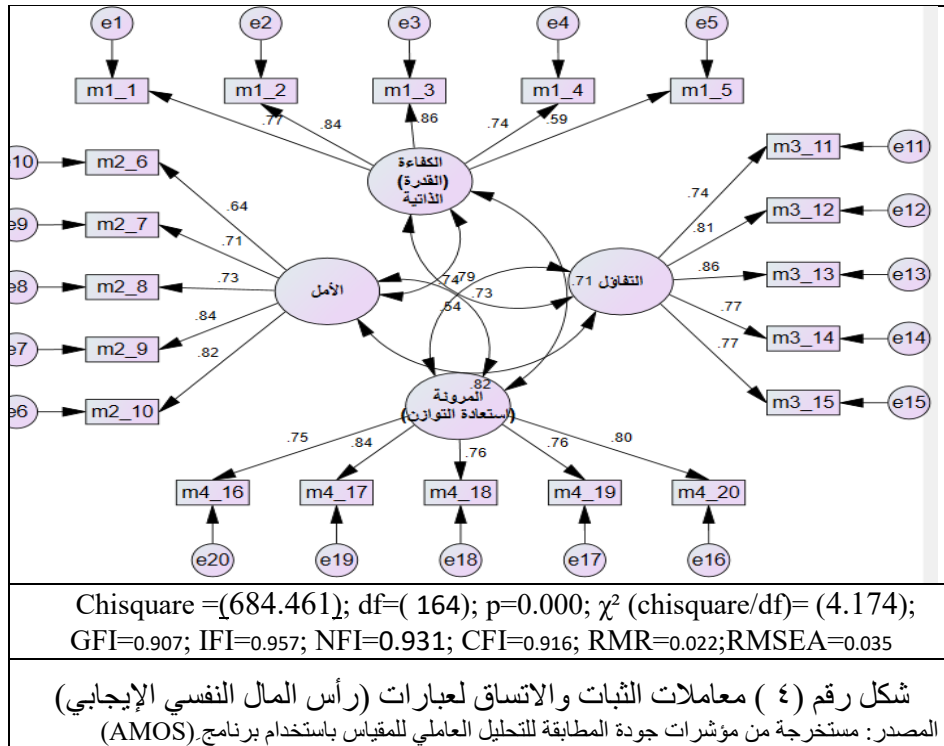 e1 e2 e3 e4 e5
m1_1 m1_2 m1_3 m1_4 m1_5
.77 .84 .86 .74 .59
الكفاءة
(القدرة)
الذاتية
10 m2_6 m3_11 e11
e9 m2_7 m3_12 e12
e8 m2_8 m3_13 e13
e7 m2_9 m3_14 e14
e6 m2_10 m3_15 e15
.64 .71 .73 .84 .82
الأمل
.74 .79 .73 .54 .71 .82
التفاؤل
.74 .81 .86 .77 .77
المرونة
(استعادة التوازن)
.75 .84 .76 .76 .80
m4_16 m4_17 m4_18 m4_19 m4_20
e20 e19 e18 e17 e16
Chisquare =(684.461); df=( 164); p=0.000; χ² (chisquare/df)= (4.174);
GFI=0.907; IFI=0.957; NFI=0.931; CFI=0.916; RMR=0.022;RMSEA=0.035
شكل رقم (٤ ) معاملات الثبات والاتساق لعبارات (رأس المال النفسي الإيجابي)
المصدر: مستخرجة من مؤشرات جودة المطابقة للتحليل العاملي للمقياس باستخدام برنامج.(AMOS)